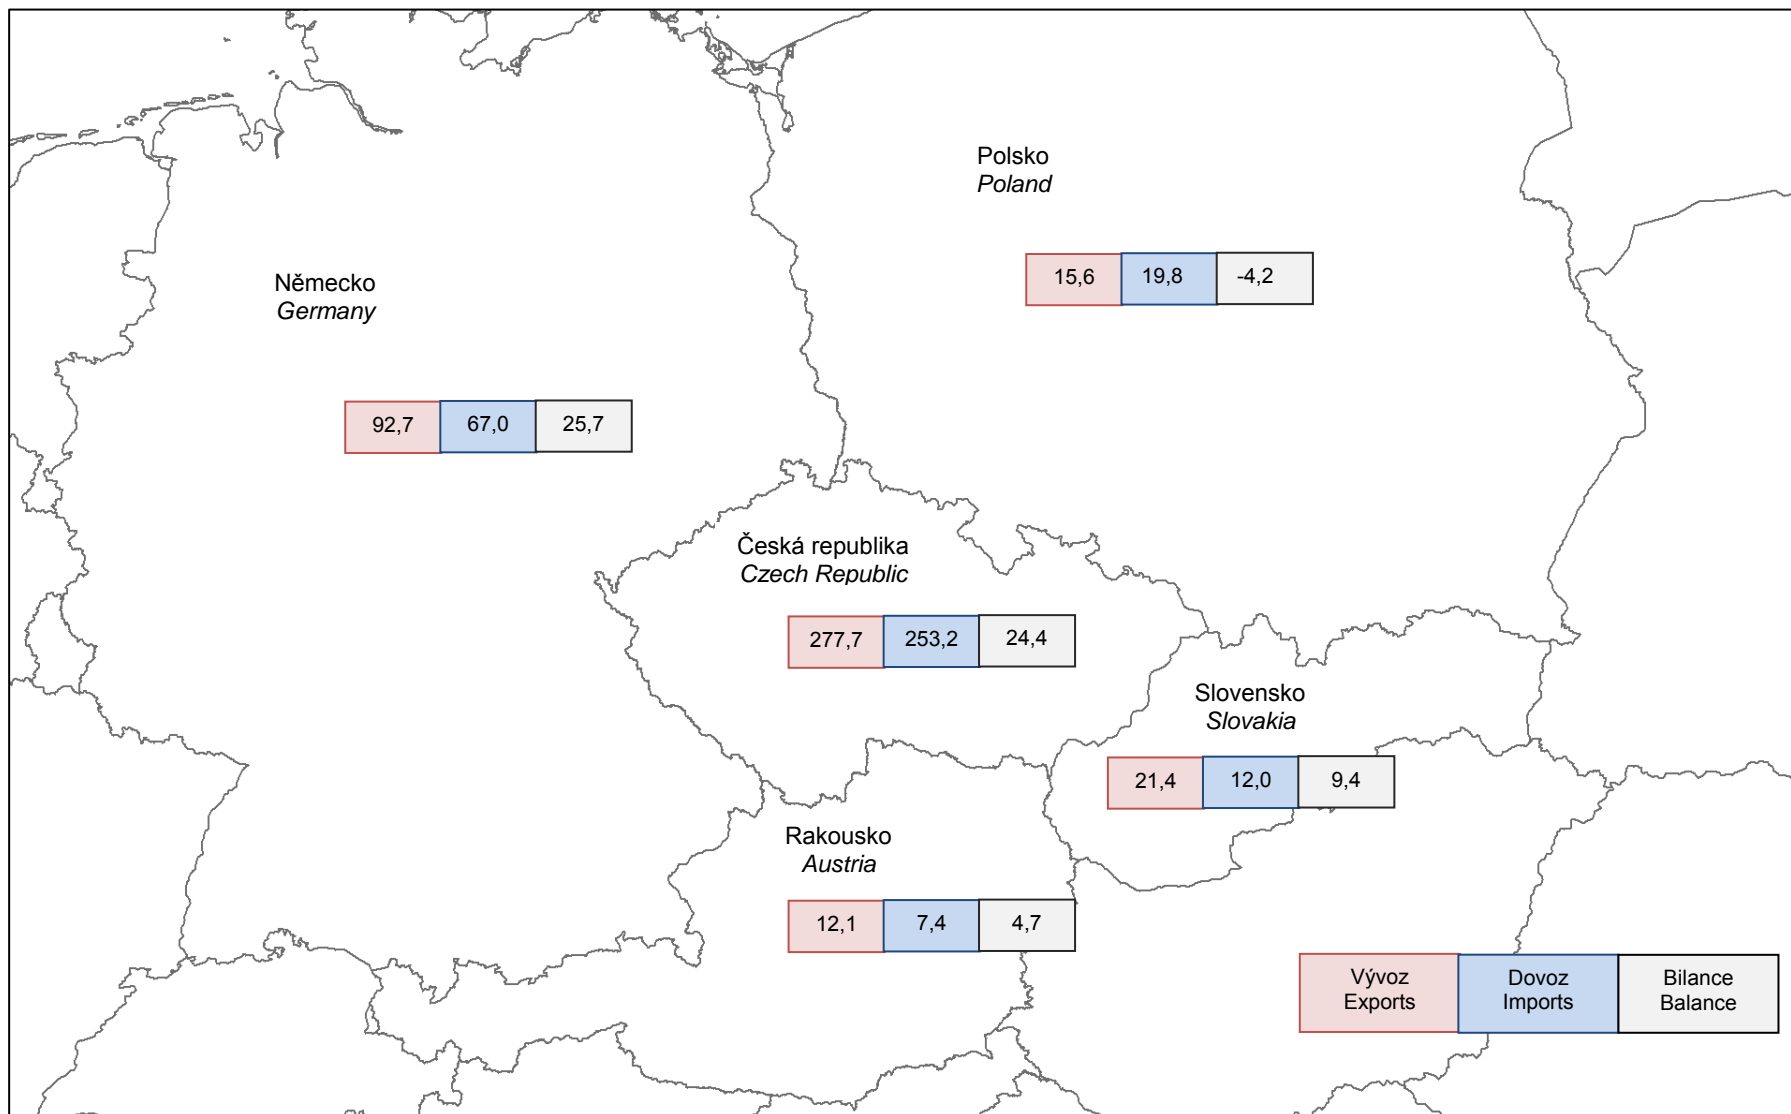 Polsko
Poland
15,6 19,8 -4,2
Německo
Germany
92,7 67,0 25,7
Česká republika
Czech Republic
277,7 253,2 24,4
Slovensko
Slovakia
21,4 12,0 9,4
Rakousko
Austria
12,1 7,4 4,7
Vývoz Dovoz Bilance
Exports Imports Balance